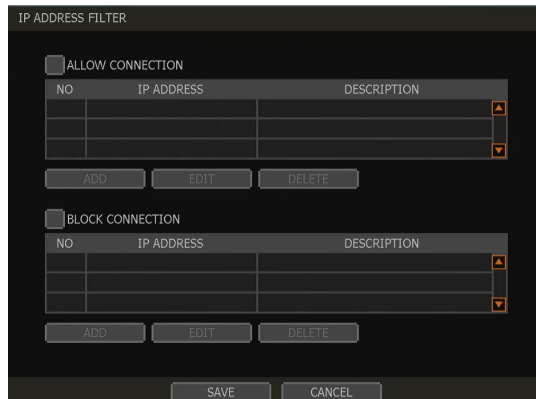 IP ADDRESS FILTER
ALLOW CONNECTION
NO IP ADDRESS DESCRIPTION
ADD EDIT DELETE
BLOCK CONNECTION
NO IP ADDRESS DESCRIPTION
ADD EDIT DELETE
SAVE CANCEL